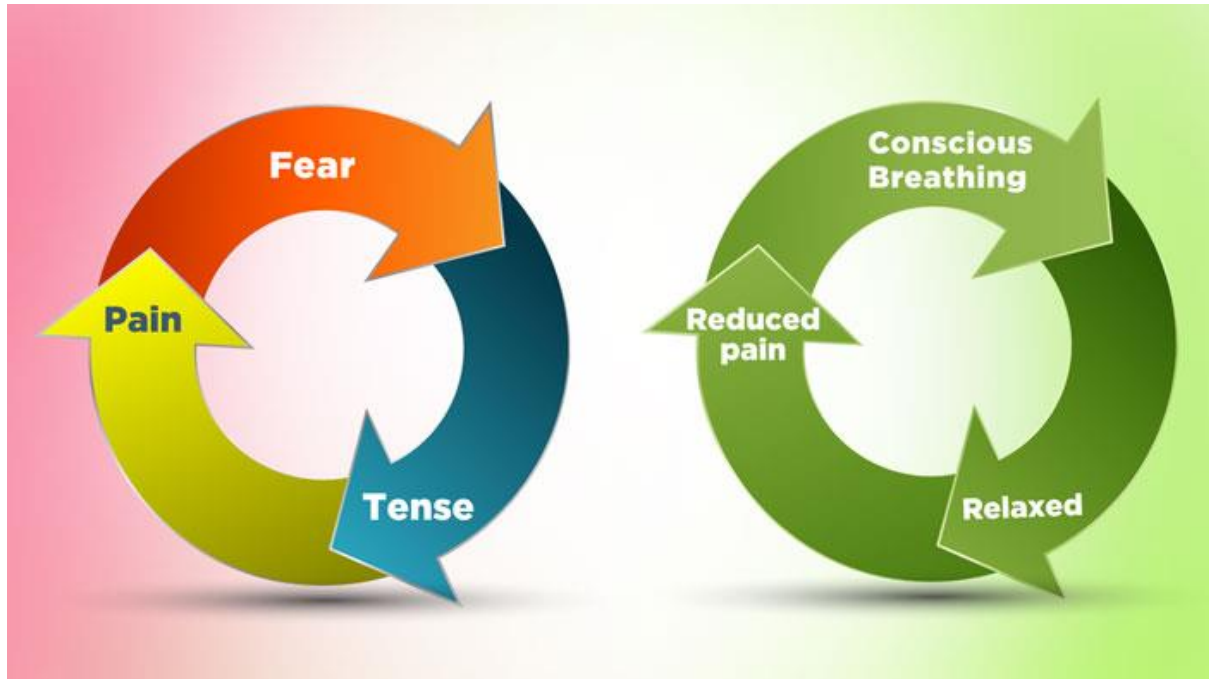 Fear
Tense
Pain
Conscious
Breathing
Relaxed
Reduced
pain